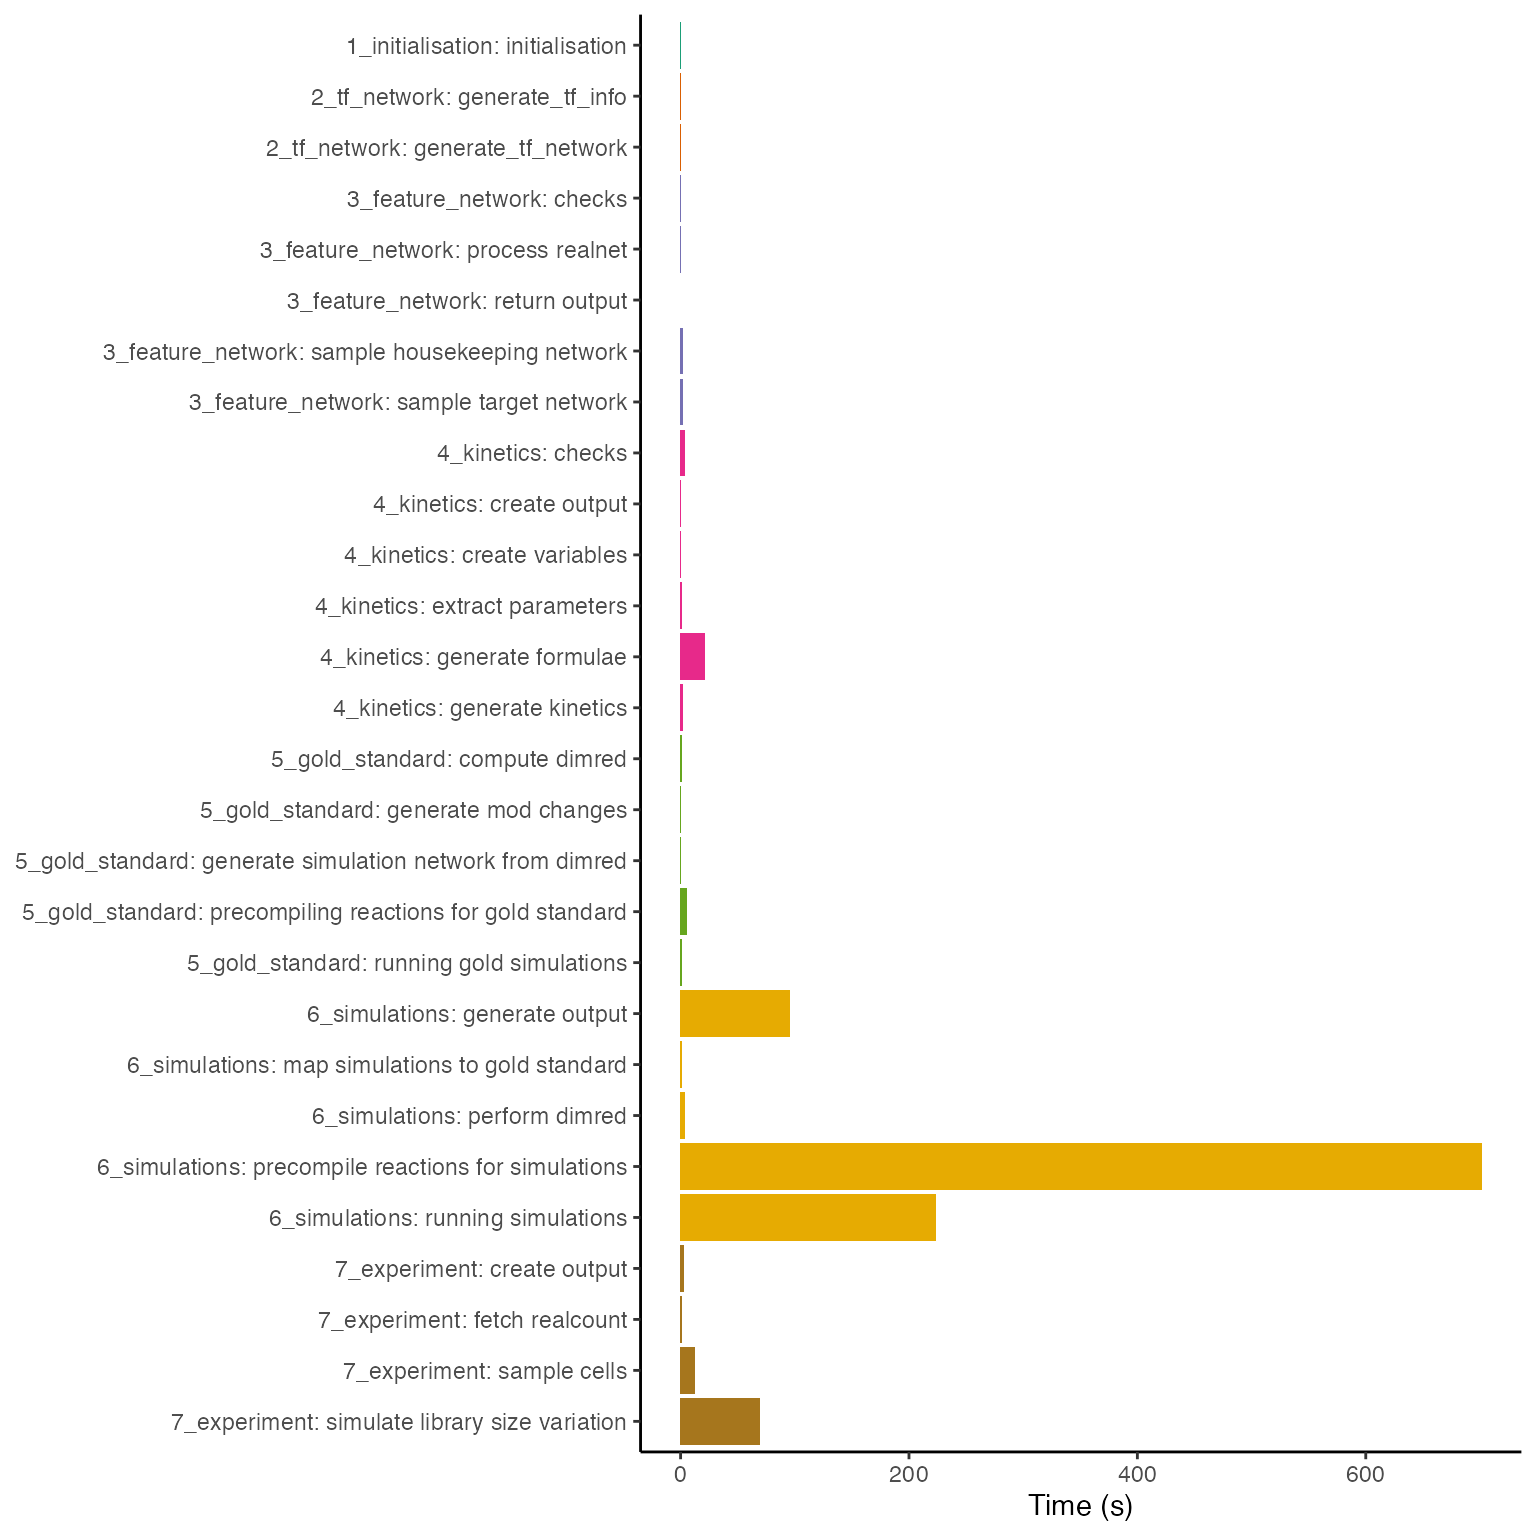 1_initialisation: initialisation
2_tf_network: generate_tf_info
2_tf_network: generate_tf_network
3_feature_network: checks
3_feature_network: process realnet
3_feature_network: return output
3_feature_network: sample housekeeping network
3_feature_network: sample target network
4_kinetics: checks
4_kinetics: create output
4_kinetics: create variables
4_kinetics: extract parameters
4_kinetics: generate formulae
4_kinetics: generate kinetics
5_gold_standard: compute dimred
5_gold_standard: generate mod changes
5_gold_standard: generate simulation network from dimred
5_gold_standard: precompiling reactions for gold standard
5_gold_standard: running gold simulations
6_simulations: generate output
6_simulations: map simulations to gold standard
6_simulations: perform dimred
6_simulations: precompile reactions for simulations
6_simulations: running simulations
7_experiment: create output
7_experiment: fetch realcount
7_experiment: sample cells
7_experiment: simulate library size variation
0 200 400 600
Time (s)